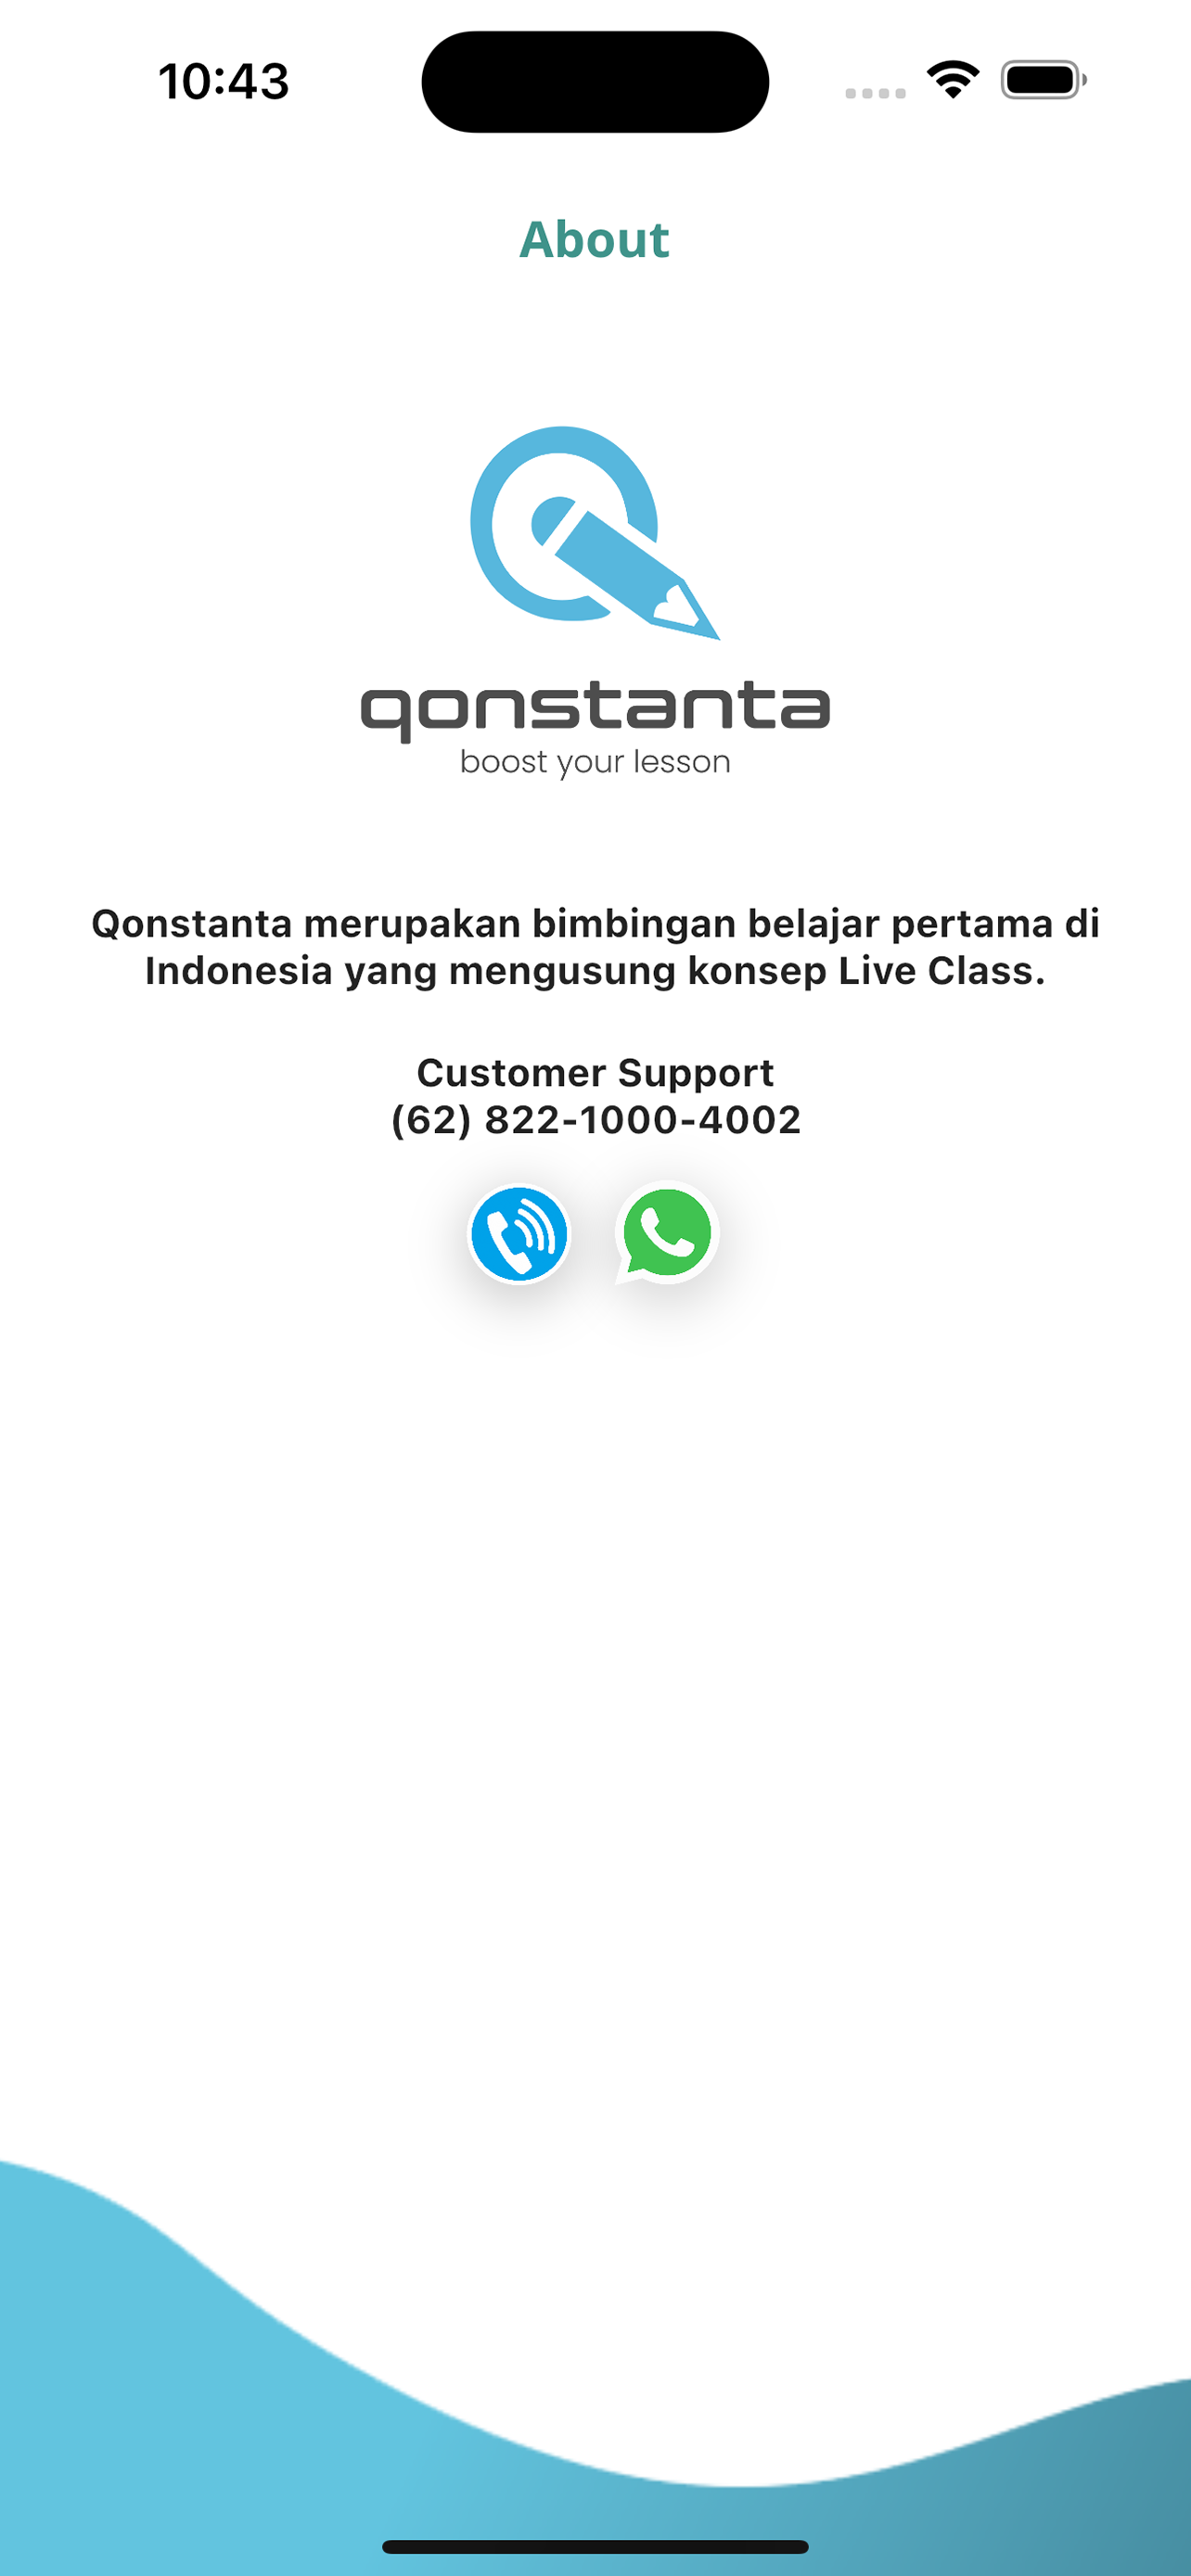 10:43
About
qonstanta
boost your lesson
Qonstanta merupakan bimbingan belajar pertama di
Indonesia yang mengusung konsep Live Class.
Customer Support
(62) 822-1000-4002